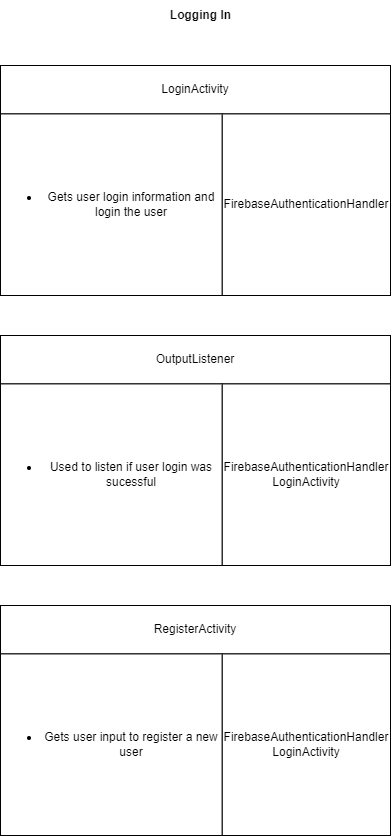 Logging In
LoginActivity
• Gets user login information and
login the user
FirebaseAuthenticationHandler
OutputListener
• Used to listen if user login was
sucessful
FirebaseAuthenticationHandler
LoginActivity
RegisterActivity
• Gets user input to register a new
user
FirebaseAuthenticationHandler
LoginActivity